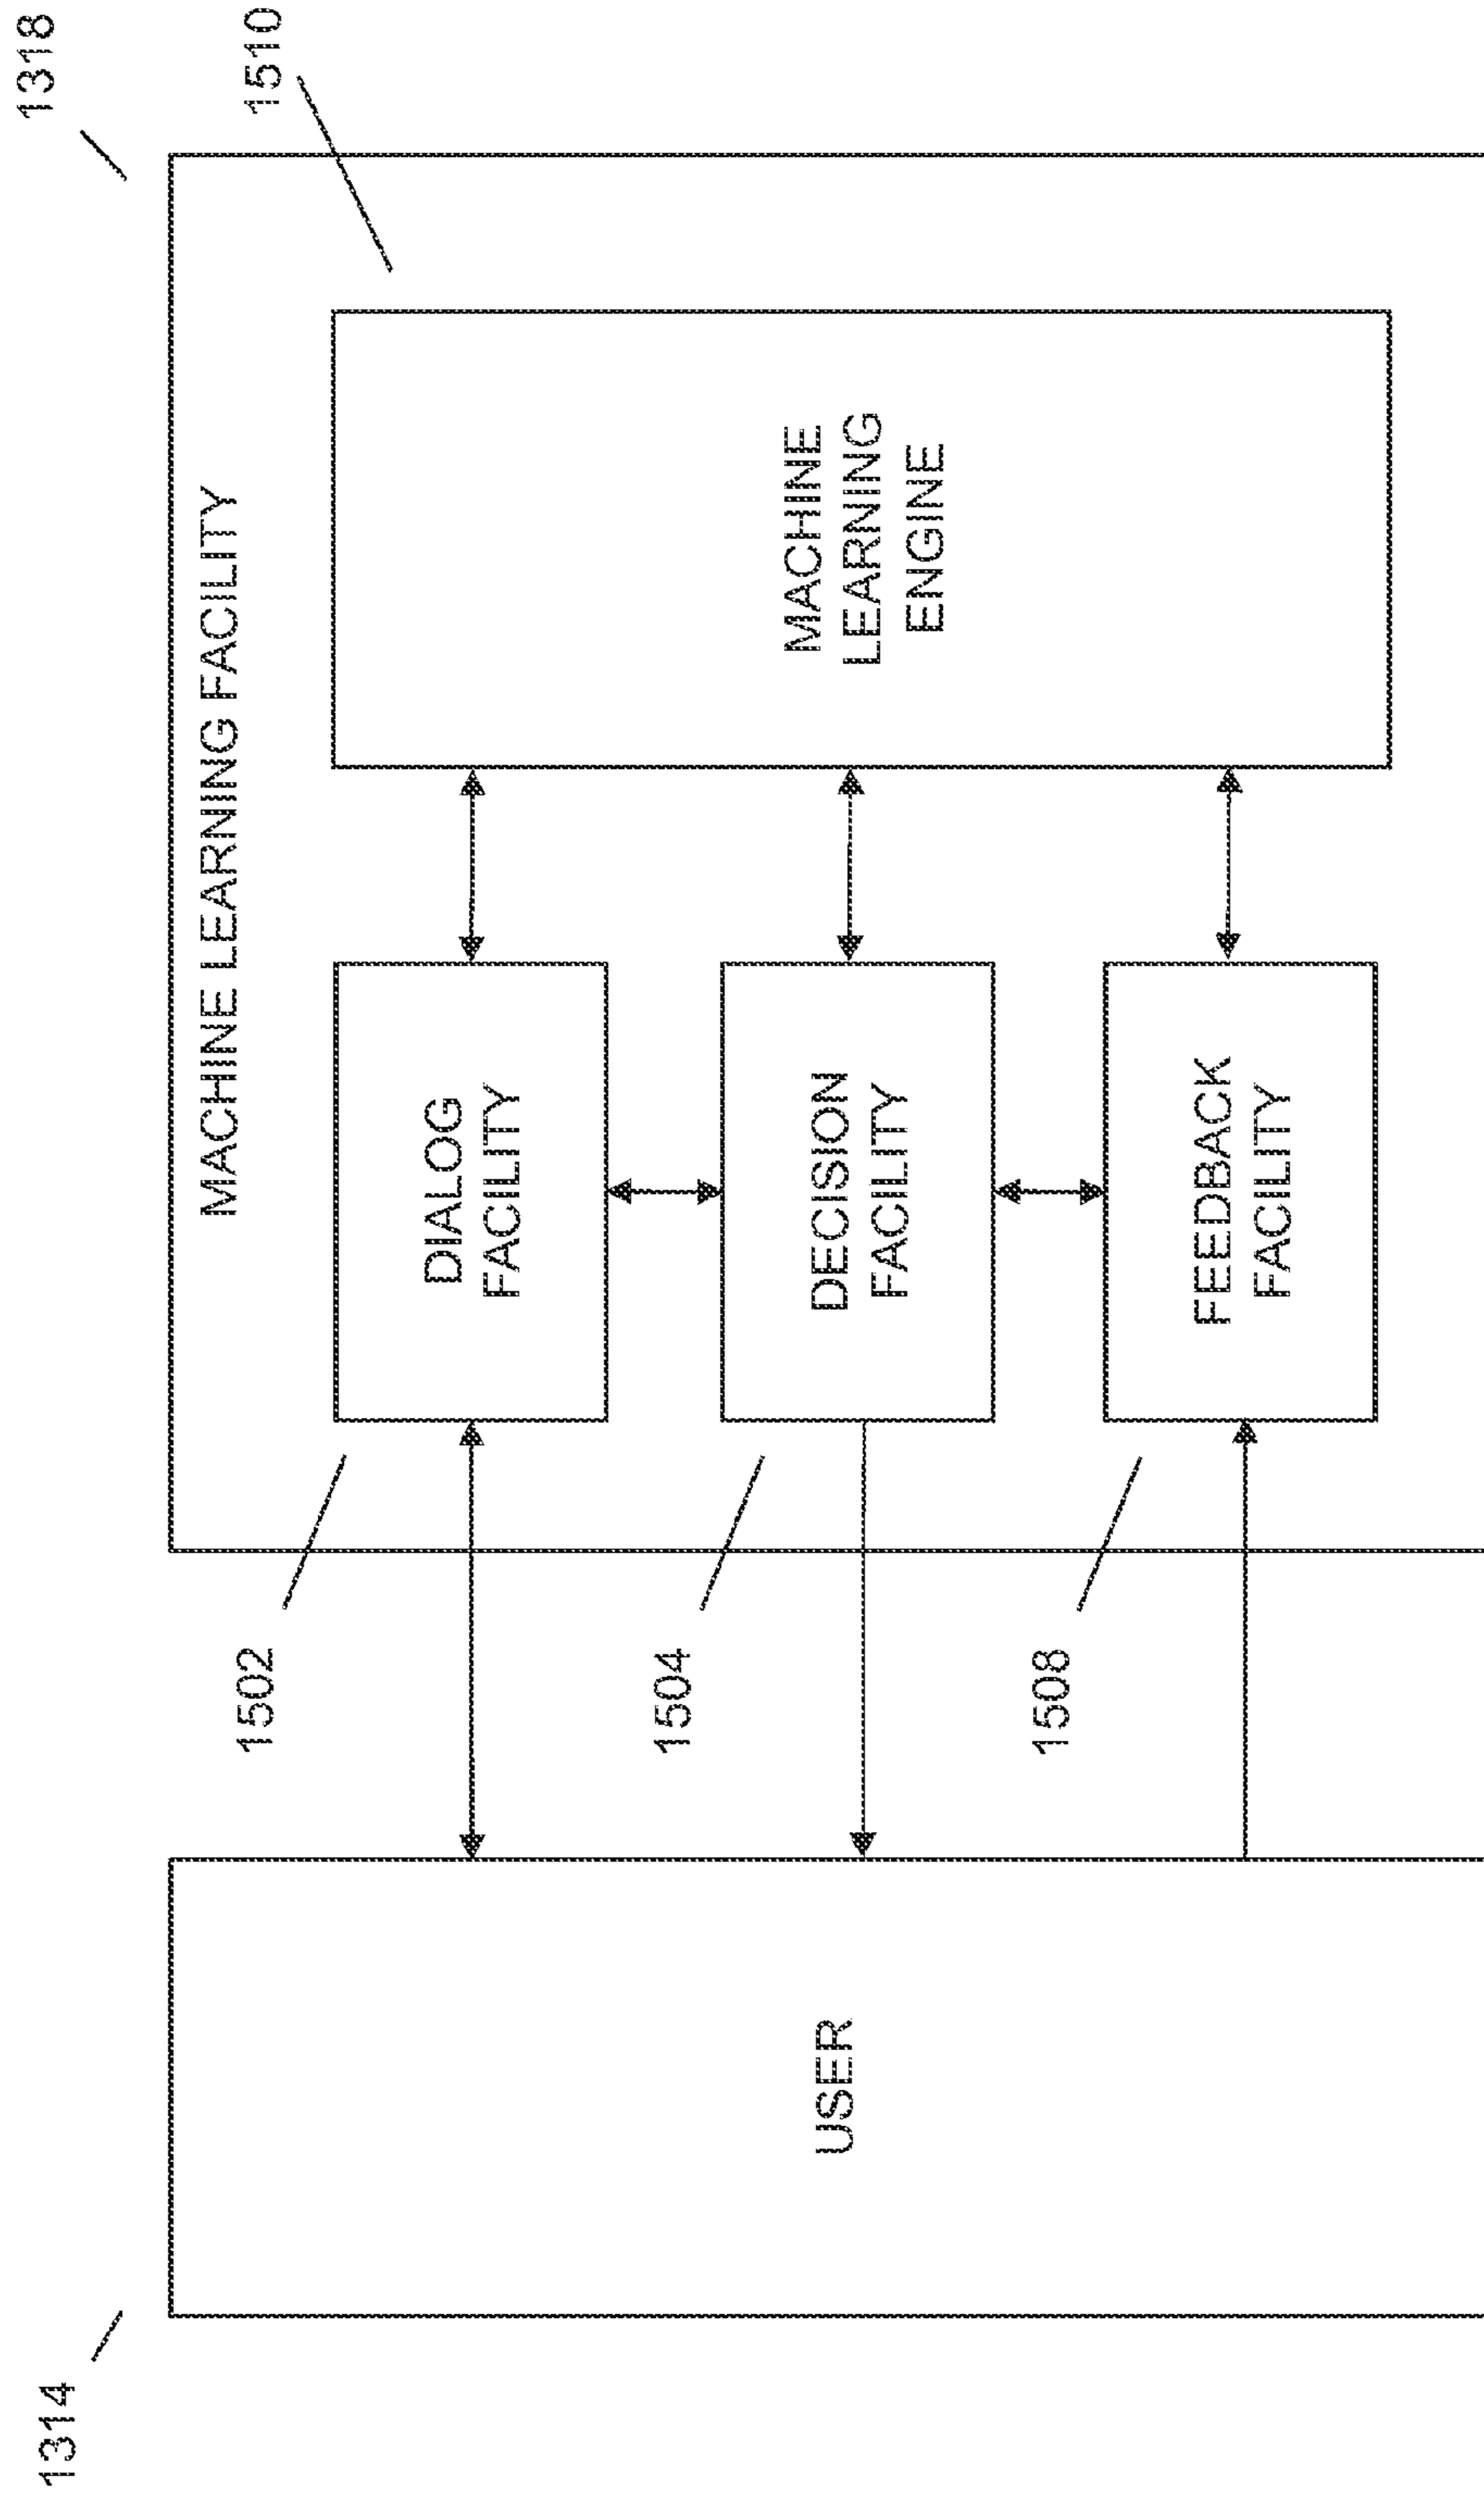 1318
1510
MACHINE LEARNING FACILITY
MACHINE
LEARNING
ENGINE
DIALOG
FACILITY
DECISION
FACILITY
FEEDBACK
FACILITY
1502
1504
1508
USER
1314